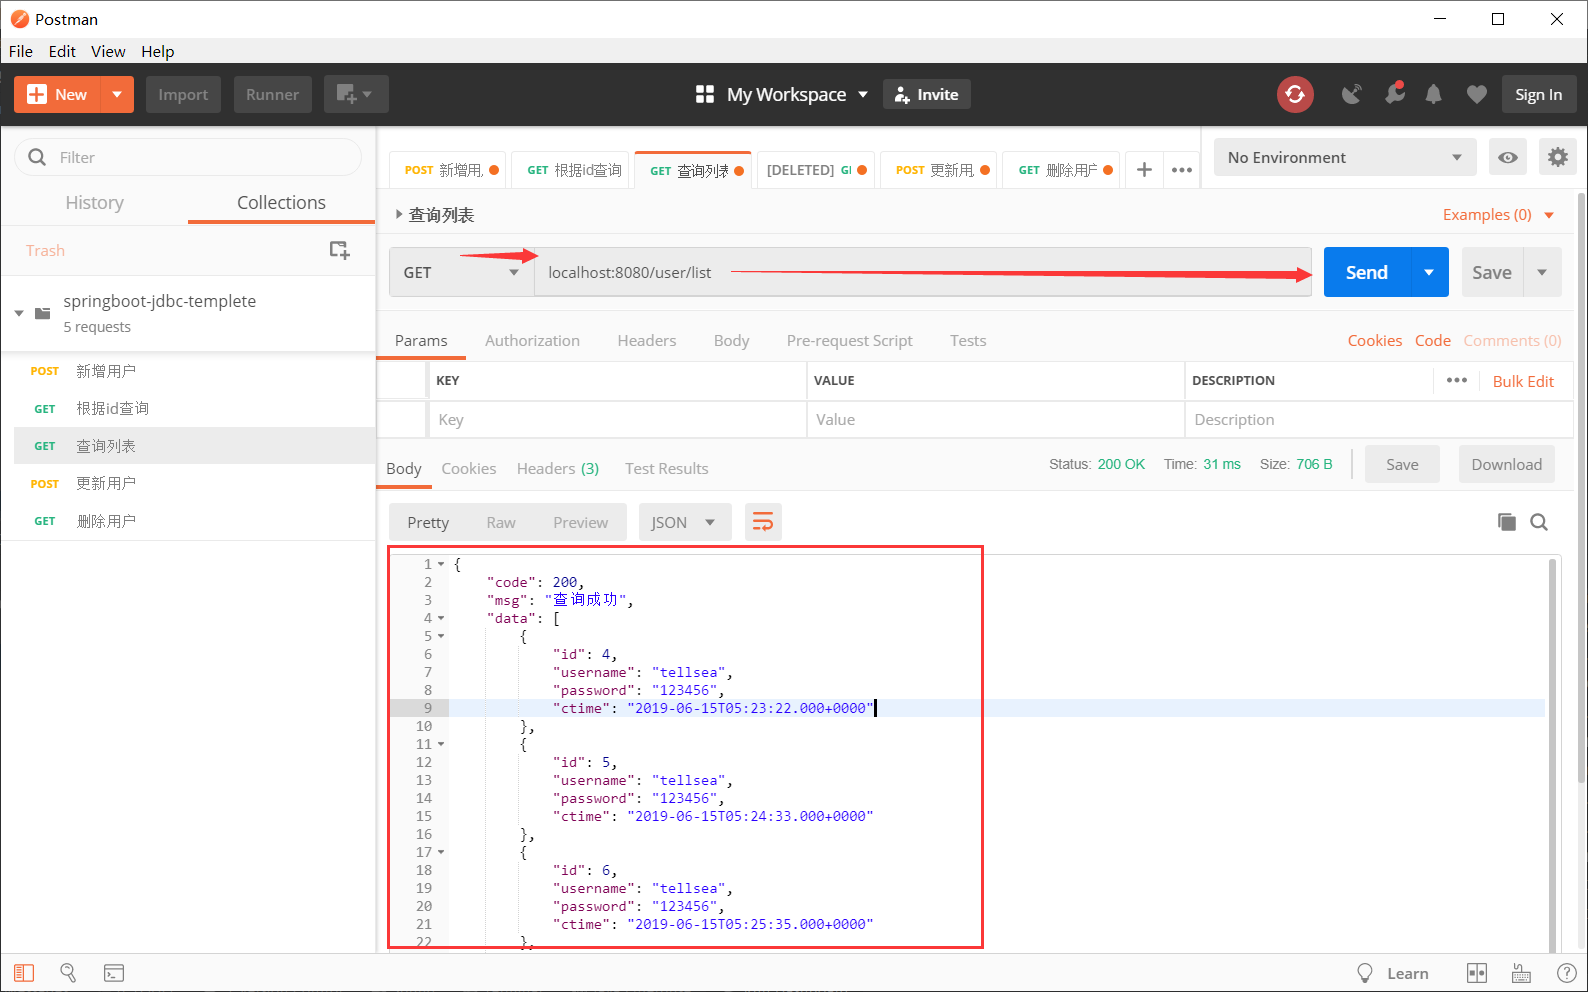 Postman
File Edit View Help
New Import Runner My Workspace Invite Sign In
Filter
History Collections
Trash
springboot-jdbc-templete
5 requests
POST 新增用户
GET 根据id查询
GET 查询列表
POST 更新用户
GET 删除用户
POST 新增用 GET 根据id查询 GET 查询列表 [DELETED] GI POST 更新用 GET 删除用户 + •••
No Environment
查询列表 Examples (0)
GET localhost:8080/user/list Send Save
Params Authorization Headers Body Pre-request Script Tests Cookies Code Comments (0)
KEY VALUE DESCRIPTION ••• Bulk Edit
Key Value Description
Body Cookies Headers (3) Test Results Status: 200 OK Time: 31 ms Size: 706 B Save Download
Pretty Raw Preview JSON
1 {
2 "code": 200,
3 "msg": "查询成功",
4 "data": [
5 {
6 "id": 4,
7 "username": "tellsea",
8 "password": "123456",
9 "ctime": "2019-06-15T05:23:22.000+0000"
10 },
11 {
12 "id": 5,
13 "username": "tellsea",
14 "password": "123456",
15 "ctime": "2019-06-15T05:24:33.000+0000"
16 },
17 {
18 "id": 6,
19 "username": "tellsea",
20 "password": "123456",
21 "ctime": "2019-06-15T05:25:35.000+0000"
22 },
Learn